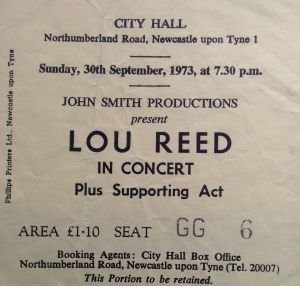 CITY HALL
Northumberland Road, Newcastle upon Tyne 1
Sunday, 30th September, 1973, at 7.30 p.m.
JOHN SMITH PRODUCTIONS
present
LOU REED
IN CONCERT
Plus Supporting Act
AREA £1·10 SEAT GG 6
Booking Agents: City Hall Box Office
Northumberland Road, Newcastle upon Tyne (Tel. 20007)
This Portion to be retained.
Phillips Printers Ltd., Newcastle upon Tyne